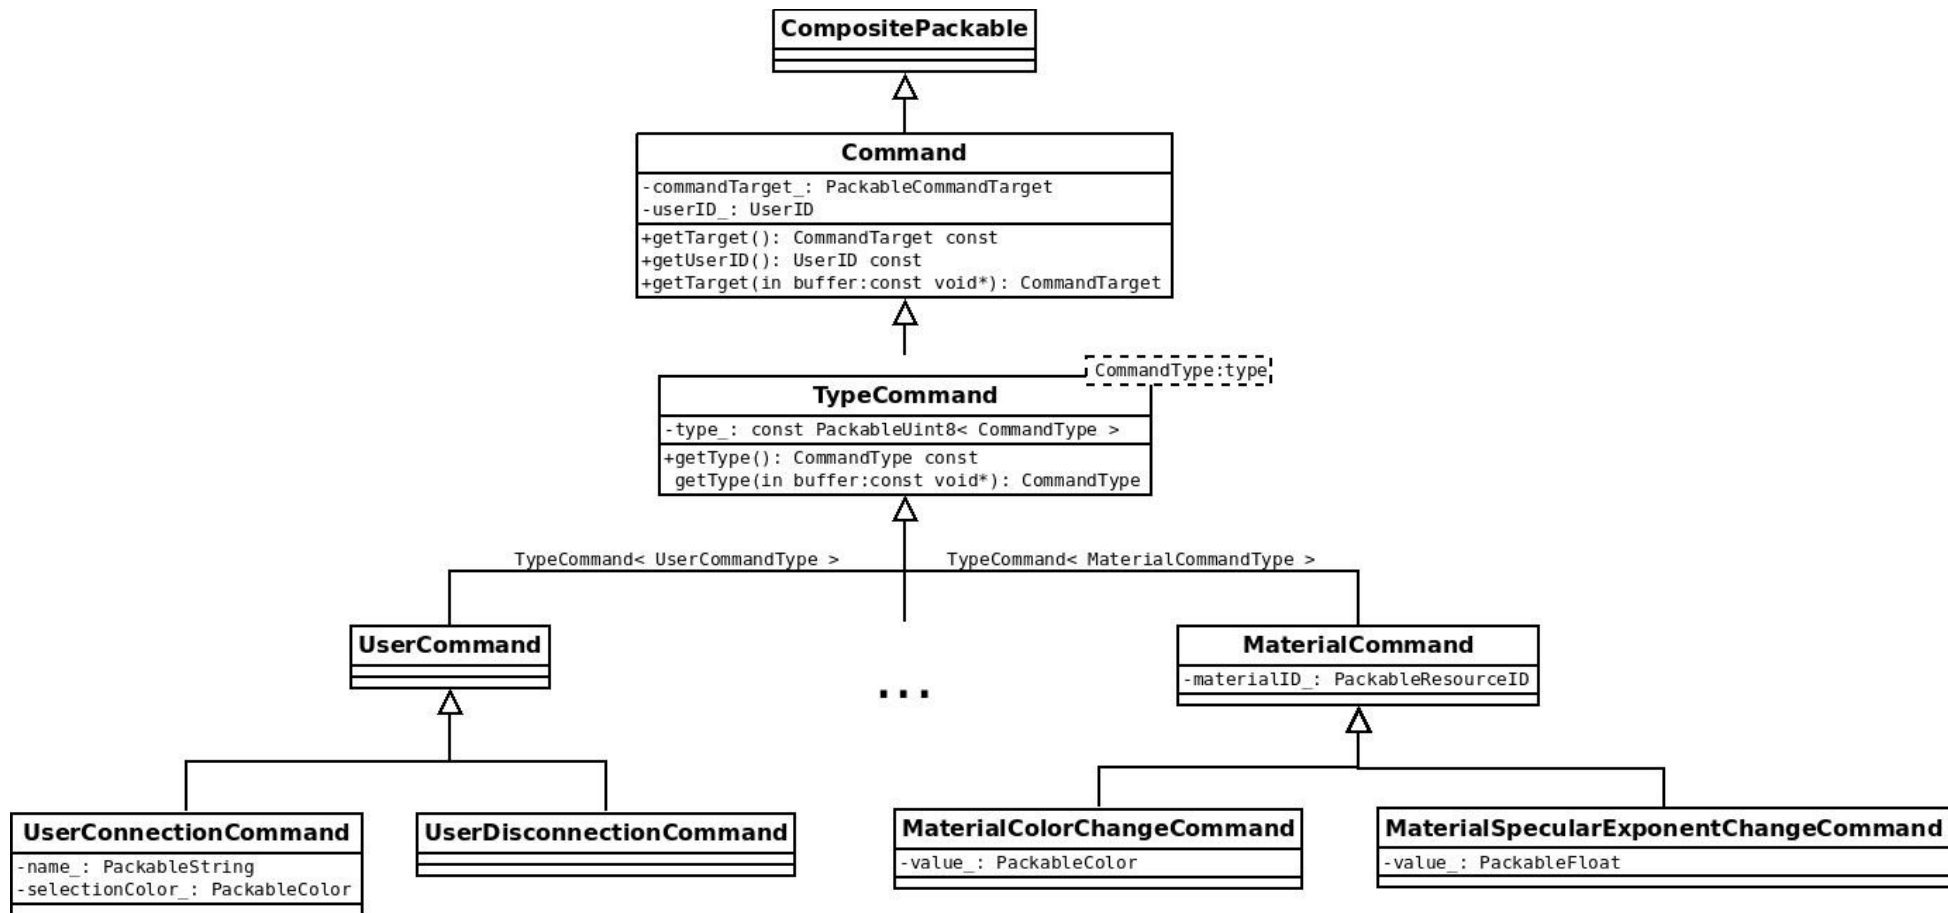 CompositePackable
Command
-commandTarget_: PackableCommandTarget
-userID_: UserID
+getTarget(): CommandTarget const
+getUserID(): UserID const
+getTarget(in buffer:const void*): CommandTarget
CommandType:type
TypeCommand
-type_: const PackableUint8< CommandType >
+getType(): CommandType const
getType(in buffer:const void*): CommandType
TypeCommand< UserCommandType >
TypeCommand< MaterialCommandType >
UserCommand
MaterialCommand
-materialID_: PackableResourceID
...
UserConnectionCommand
-name_: PackableString
-selectionColor_: PackableColor
UserDisconnectionCommand
MaterialColorChangeCommand
-value_: PackableColor
MaterialSpecularExponentChangeCommand
-value_: PackableFloat